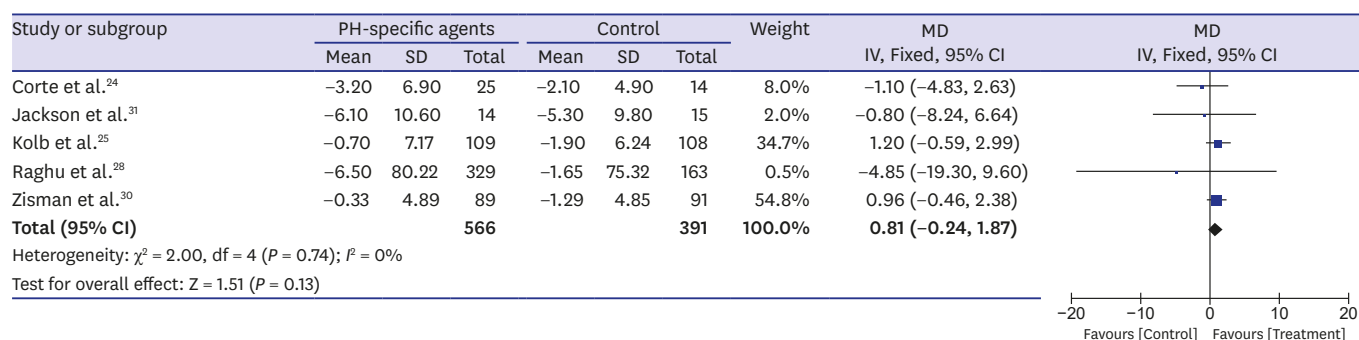 Study or subgroup PH-specific agents Control Weight MD MD
Mean SD Total Mean SD Total IV, Fixed, 95% CI IV, Fixed, 95% CI
Corte et al.²⁴ −3.20 6.90 25 −2.10 4.90 14 8.0% −1.10 (−4.83, 2.63)
Jackson et al.³¹ −6.10 10.60 14 −5.30 9.80 15 2.0% −0.80 (−8.24, 6.64)
Kolb et al.²⁵ −0.70 7.17 109 −1.90 6.24 108 34.7% 1.20 (−0.59, 2.99)
Raghu et al.²⁸ −6.50 80.22 329 −1.65 75.32 163 0.5% −4.85 (−19.30, 9.60)
Zisman et al.³⁰ −0.33 4.89 89 −1.29 4.85 91 54.8% 0.96 (−0.46, 2.38)
Total (95% CI) 566 391 100.0% 0.81 (−0.24, 1.87)
Heterogeneity: χ² = 2.00, df = 4 (P = 0.74); I² = 0%
Test for overall effect: Z = 1.51 (P = 0.13)
−20 −10 0 10 20
Favours [Control] Favours [Treatment]